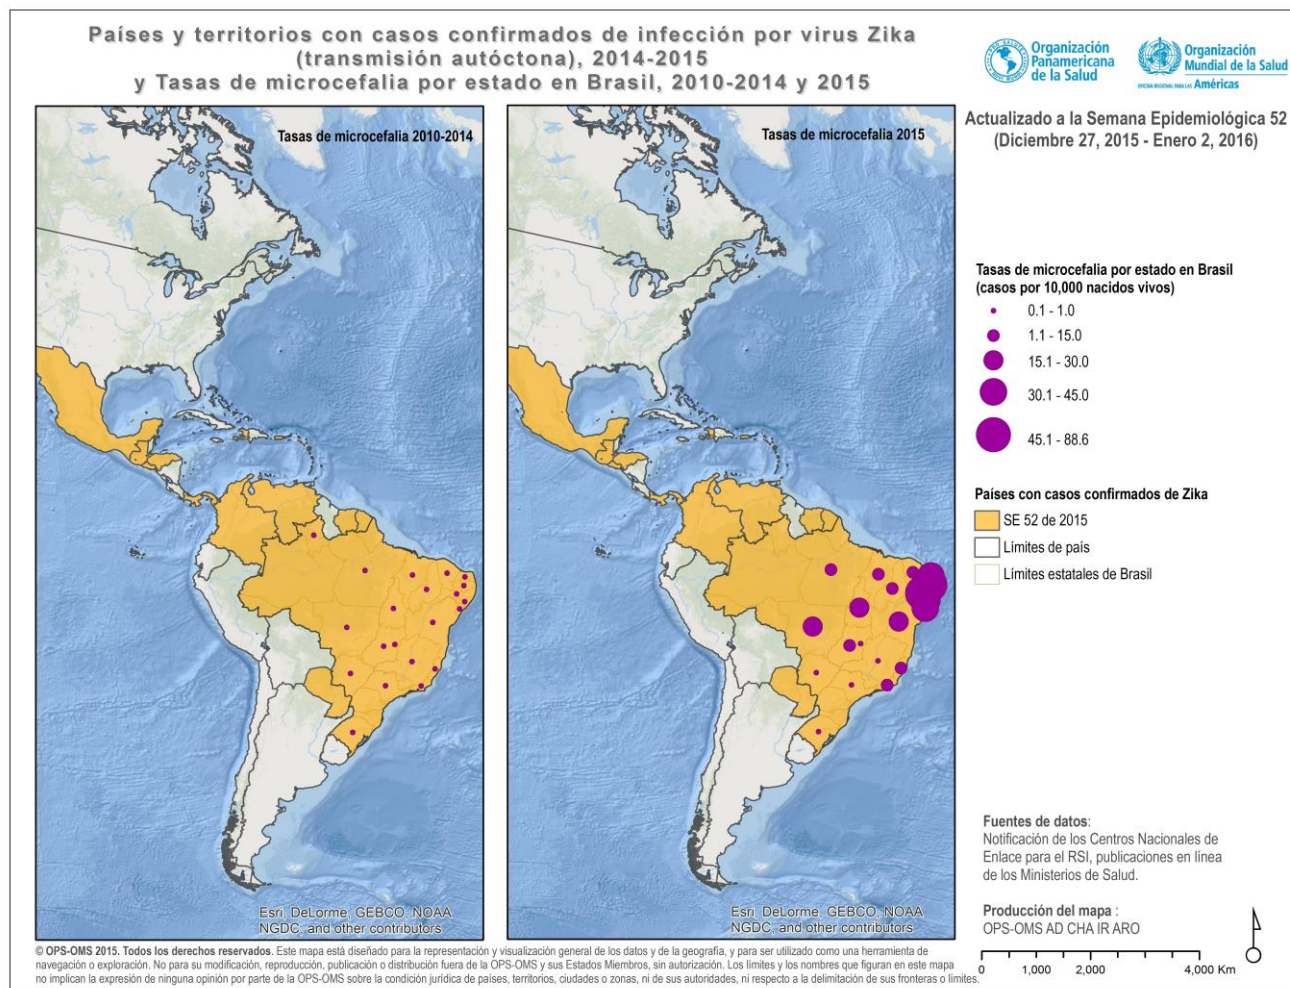 Países y territorios con casos confirmados de infección por virus Zika
(transmisión autóctona), 2014-2015
y Tasas de microcefalia por estado en Brasil, 2010-2014 y 2015
Organización
Panamericana
de la Salud
Organización
Mundial de la Salud
OFICINA REGIONAL PARA LAS Américas
Actualizado a la Semana Epidemiológica 52
(Diciembre 27, 2015 - Enero 2, 2016)
Tasas de microcefalia 2010-2014
Tasas de microcefalia 2015
Tasas de microcefalia por estado en Brasil
(casos por 10,000 nacidos vivos)
0.1 - 1.0
1.1 - 15.0
15.1 - 30.0
30.1 - 45.0
45.1 - 88.6
Países con casos confirmados de Zika
SE 52 de 2015
Limites de país
Limites estatales de Brasil
Fuentes de datos:
Notificación de los Centros Nacionales de
Enlace para el RSI, publicaciones en línea
de los Ministerios de Salud.
Producción del mapa :
OPS-OMS AD CHA IR ARO
0 1,000 2,000 4,000 Km
Esri, DeLorme, GEBCO, NOAA
NGDC, and other contributors
Esri, DeLorme, GEBCO, NOAA
NGDC, and other contributors
© OPS-OMS 2015. Todos los derechos reservados. Este mapa está diseñado para la representación y visualización general de los datos y de la geografía, y para ser utilizado como una herramienta de
navegación o exploración. No para su modificación, reproducción, publicación o distribución fuera de la OPS-OMS y sus Estados Miembros, sin autorización. Los límites y los nombres que figuran en este mapa
no implican la expresión de ninguna opinión por parte de la OPS-OMS sobre la condición jurídica de países, territorios, ciudades o zonas, ni de sus autoridades, ni respecto a la delimitación de sus fronteras o límites.